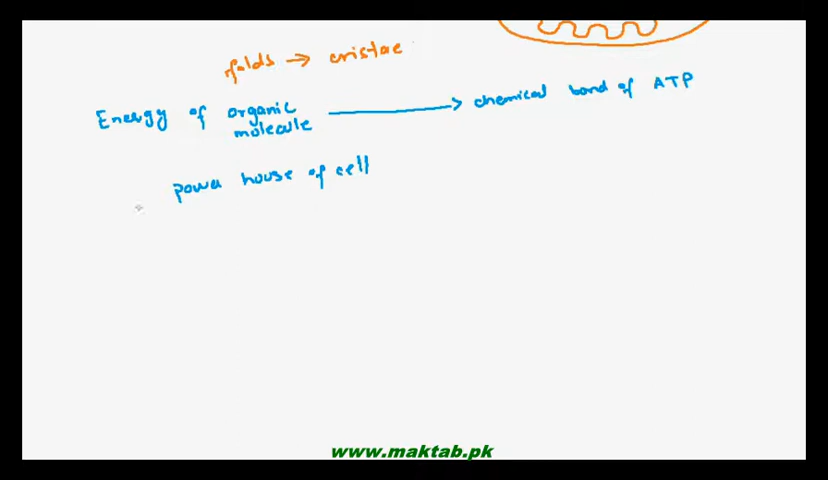 folds → cristae
Energy of organic molecule → chemical bond of ATP
power house of cell
www.maktab.pk